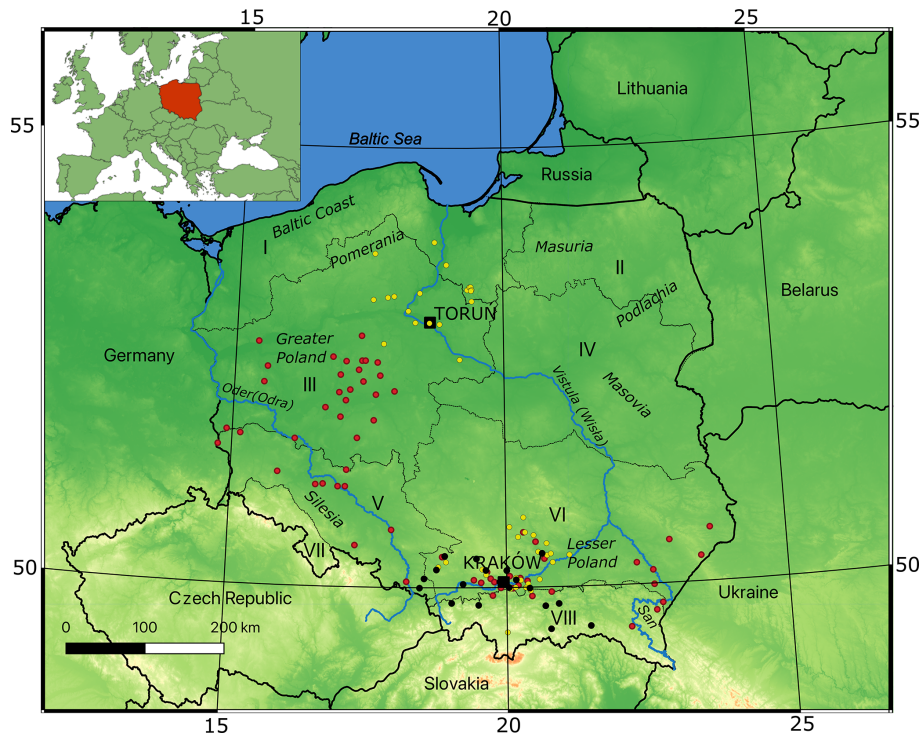 15
20
25
Lithuania
55
55
Baltic Sea
Russia
Baltic Coast
I
Pomerania
Masuria
II
Belarus
Podlachia
TORUN
Germany
Greater
Poland
III
IV
Oder(Odra)
Vistula (Wisła)
Masovia
Silesia
V
VI
VII
Lesser
Poland
KRAKÓW
50
50
Czech Republic
Ukraine
San
VIII
0 100 200 km
Slovakia
15
20
25